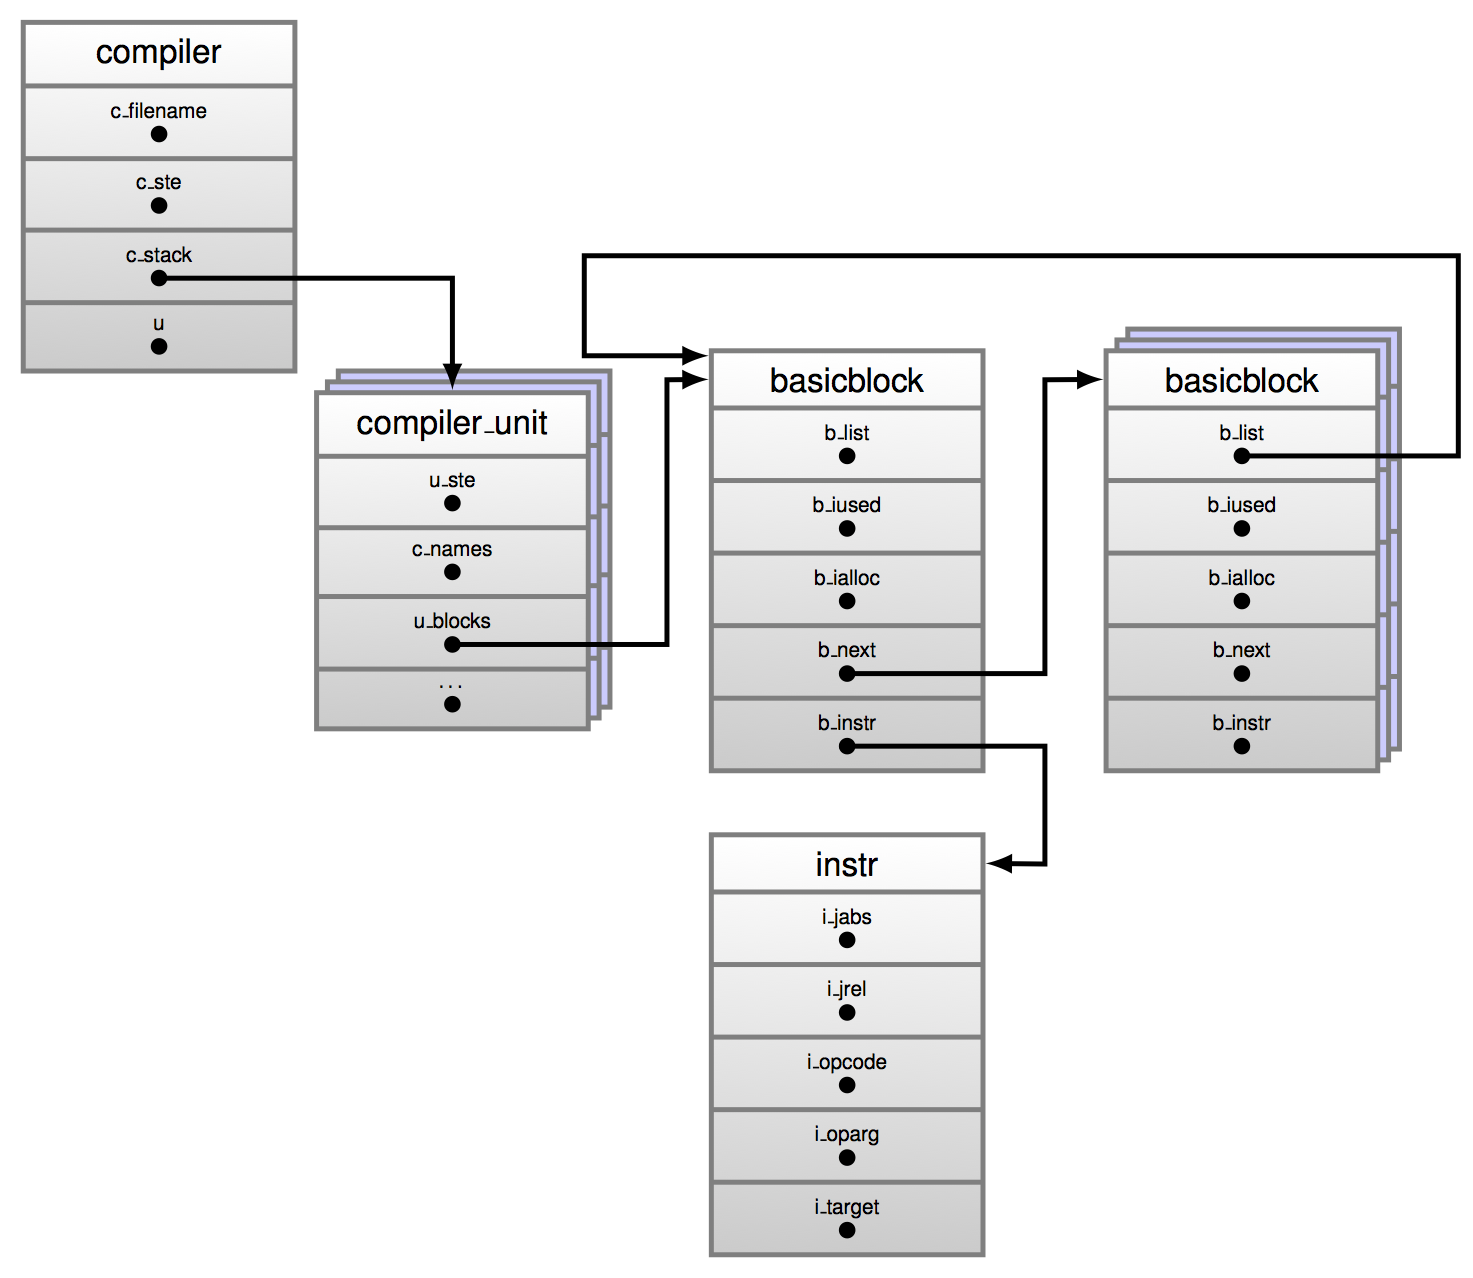 compiler
c_filename
c_ste
c_stack
u
compiler_unit
u_ste
c_names
u_blocks
...
basicblock
b_list
b_iused
b_ialloc
b_next
b_instr
basicblock
b_list
b_iused
b_ialloc
b_next
b_instr
instr
i_jabs
i_jrel
i_opcode
i_oparg
i_target